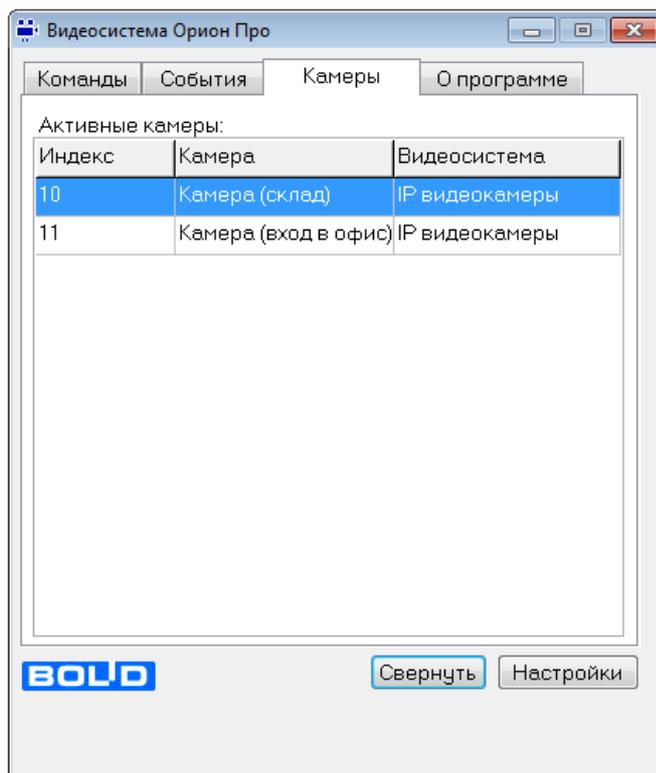 Видеосистема Орион Про
Команды События Камеры О программе
Активные камеры:
Индекс Камера Видеосистема
10 Камера (склад) IP видеокамеры
11 Камера (вход в офис) IP видеокамеры
BOLID Свернуть Настройки